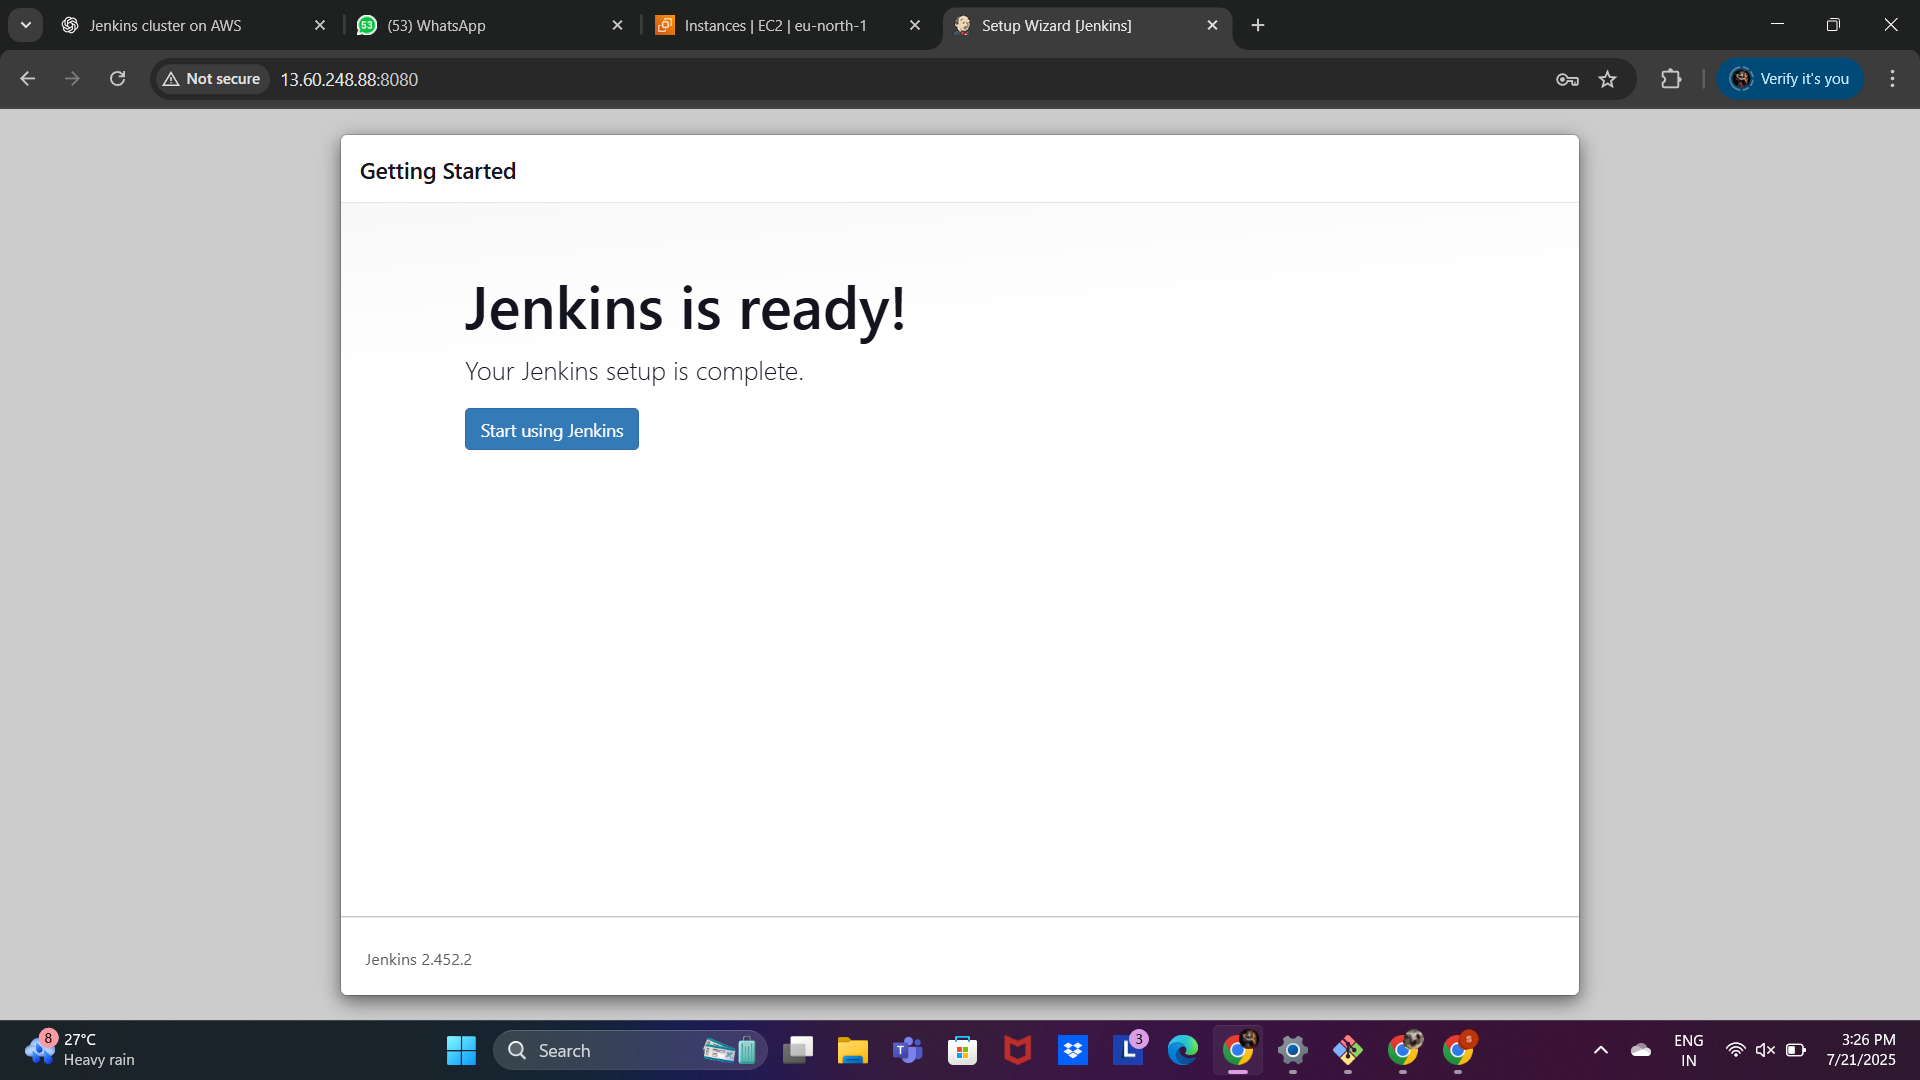 Jenkins cluster on AWS
53
(53) WhatsApp
Instances | EC2 | eu-north-1
Setup Wizard [Jenkins]
Not secure
13.60.248.88:8080
Verify it's you
Getting Started
Jenkins is ready!
Your Jenkins setup is complete.
Start using Jenkins
Jenkins 2.452.2
8
27°C
Heavy rain
Search
T
L
3
s
ENG
IN
3:26 PM
7/21/2025